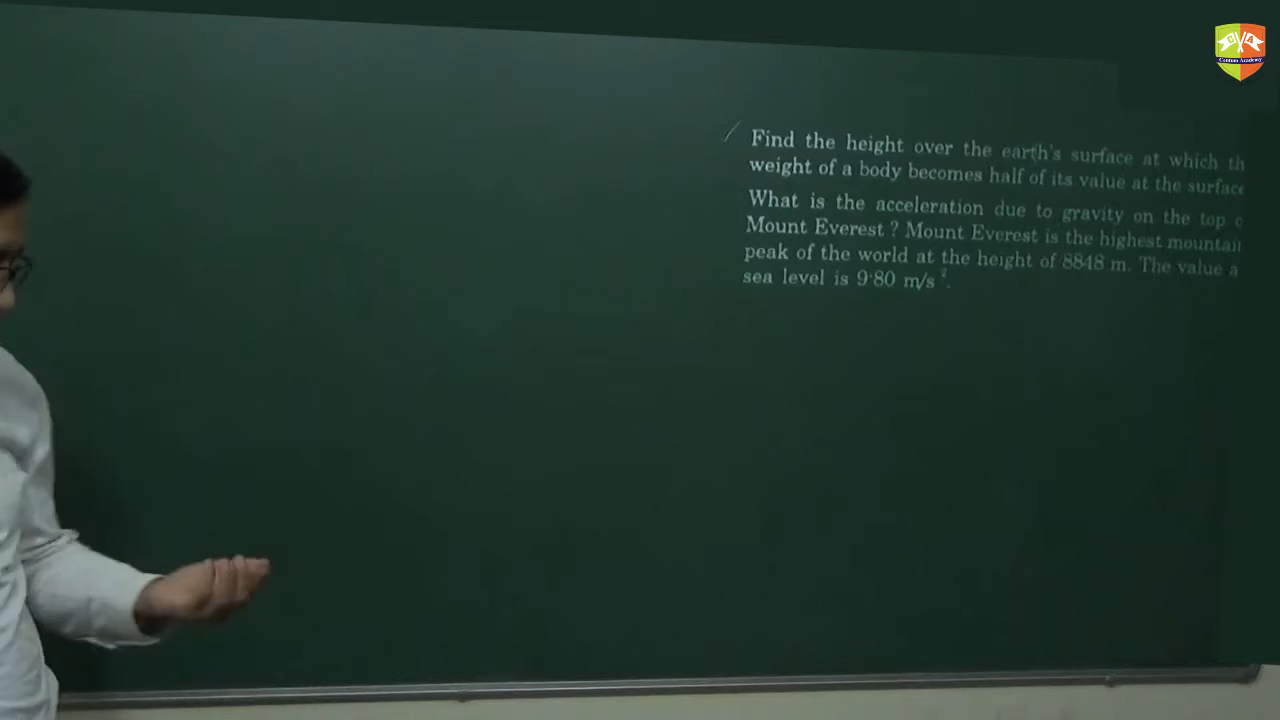 Find the height over the earth's surface at which th
weight of a body becomes half of its value at the surface
What is the acceleration due to gravity on the top o
Mount Everest ? Mount Everest is the highest mountai
peak of the world at the height of 8848 m. The value a
sea level is 9·80 m/s ².
C A
Centum Academy